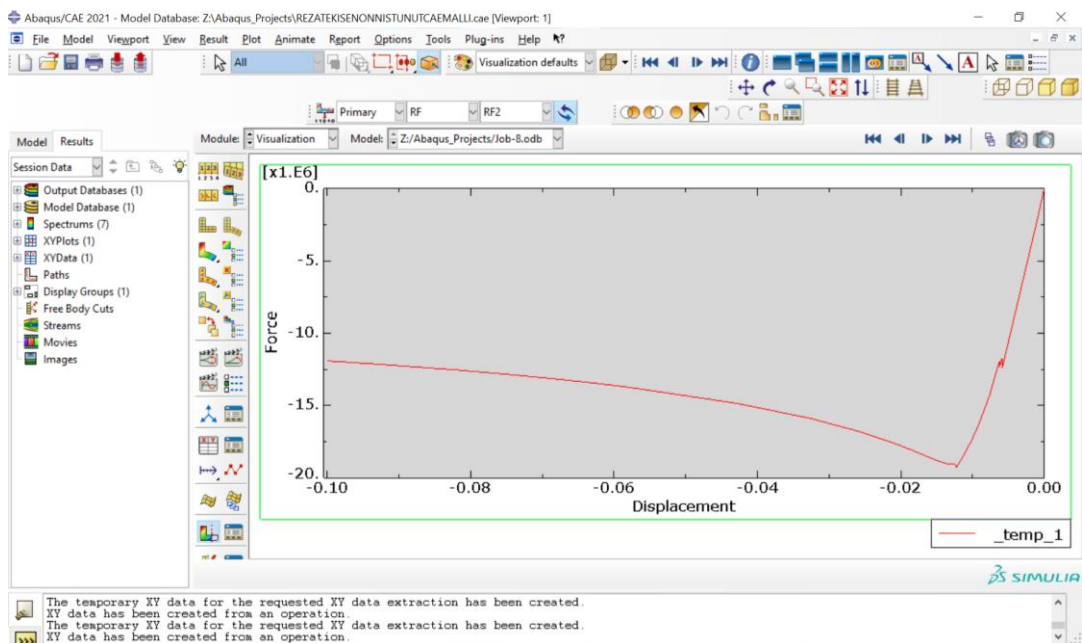 Abaqus/CAE 2021 - Model Database: Z:\Abaqus_Projects\REZATEKISENONNISTUNUTCAEMALLI.cae [Viewport: 1]
File Model Viewport View Result Plot Animate Report Options Tools Plug-ins Help
All
Visualization defaults
Primary RF RF2
Model Results
Module: Visualization Model: Z:/Abaqus_Projects/Job-8.odb
Session Data
Output Databases (1)
Model Database (1)
Spectrums (7)
XYPlots (1)
XYData (1)
Paths
Display Groups (1)
Free Body Cuts
Streams
Movies
Images
[x1.E6]
0.
-5.
-10.
-15.
-20.
Force
-0.10 -0.08 -0.06 -0.04 -0.02 0.00
Displacement
_temp_1
SIMULIA
The temporary XY data for the requested XY data extraction has been created.
XY data has been created from an operation.
The temporary XY data for the requested XY data extraction has been created.
XY data has been created from an operation.